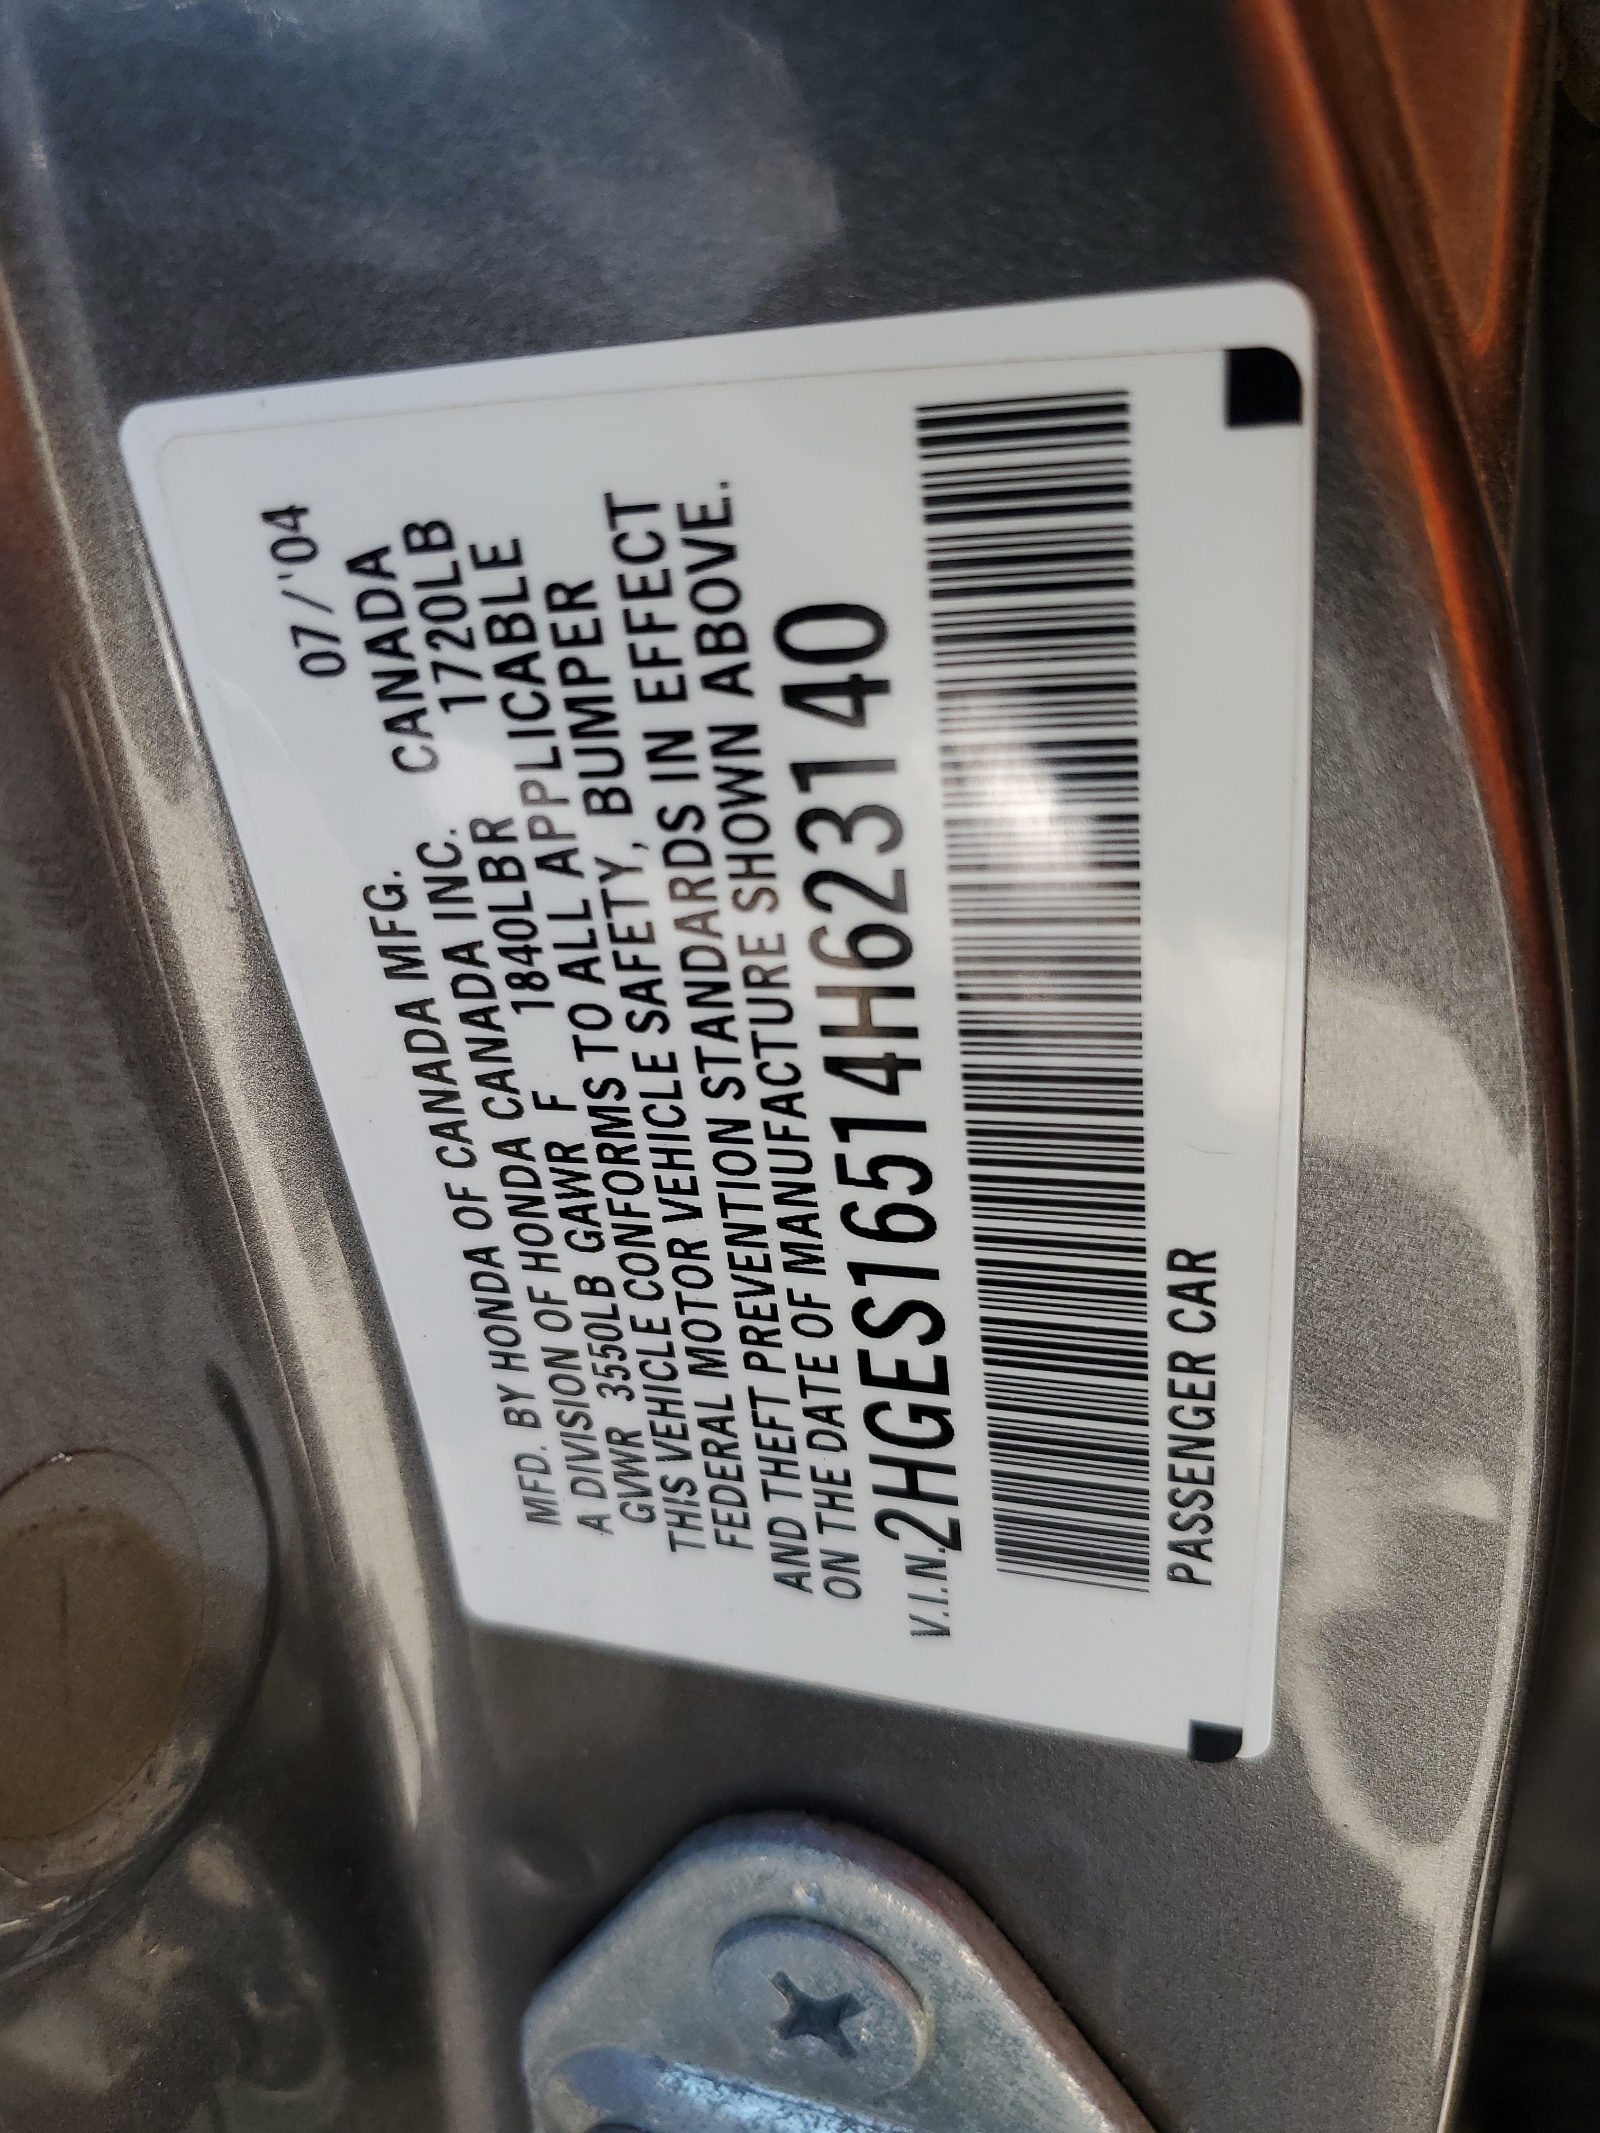 07/'04
MFD. BY HONDA OF CANADA MFG. CANADA
A DIVISION OF HONDA CANADA INC.
GVWR 3550LB GAWR F 1840LBR 1720LB
THIS VEHICLE CONFORMS TO ALL APPLICABLE
FEDERAL MOTOR VEHICLE SAFETY, BUMPER
AND THEFT PREVENTION STANDARDS IN EFFECT
ON THE DATE OF MANUFACTURE SHOWN ABOVE.
V.I.N.2HGES16514H623140
PASSENGER CAR